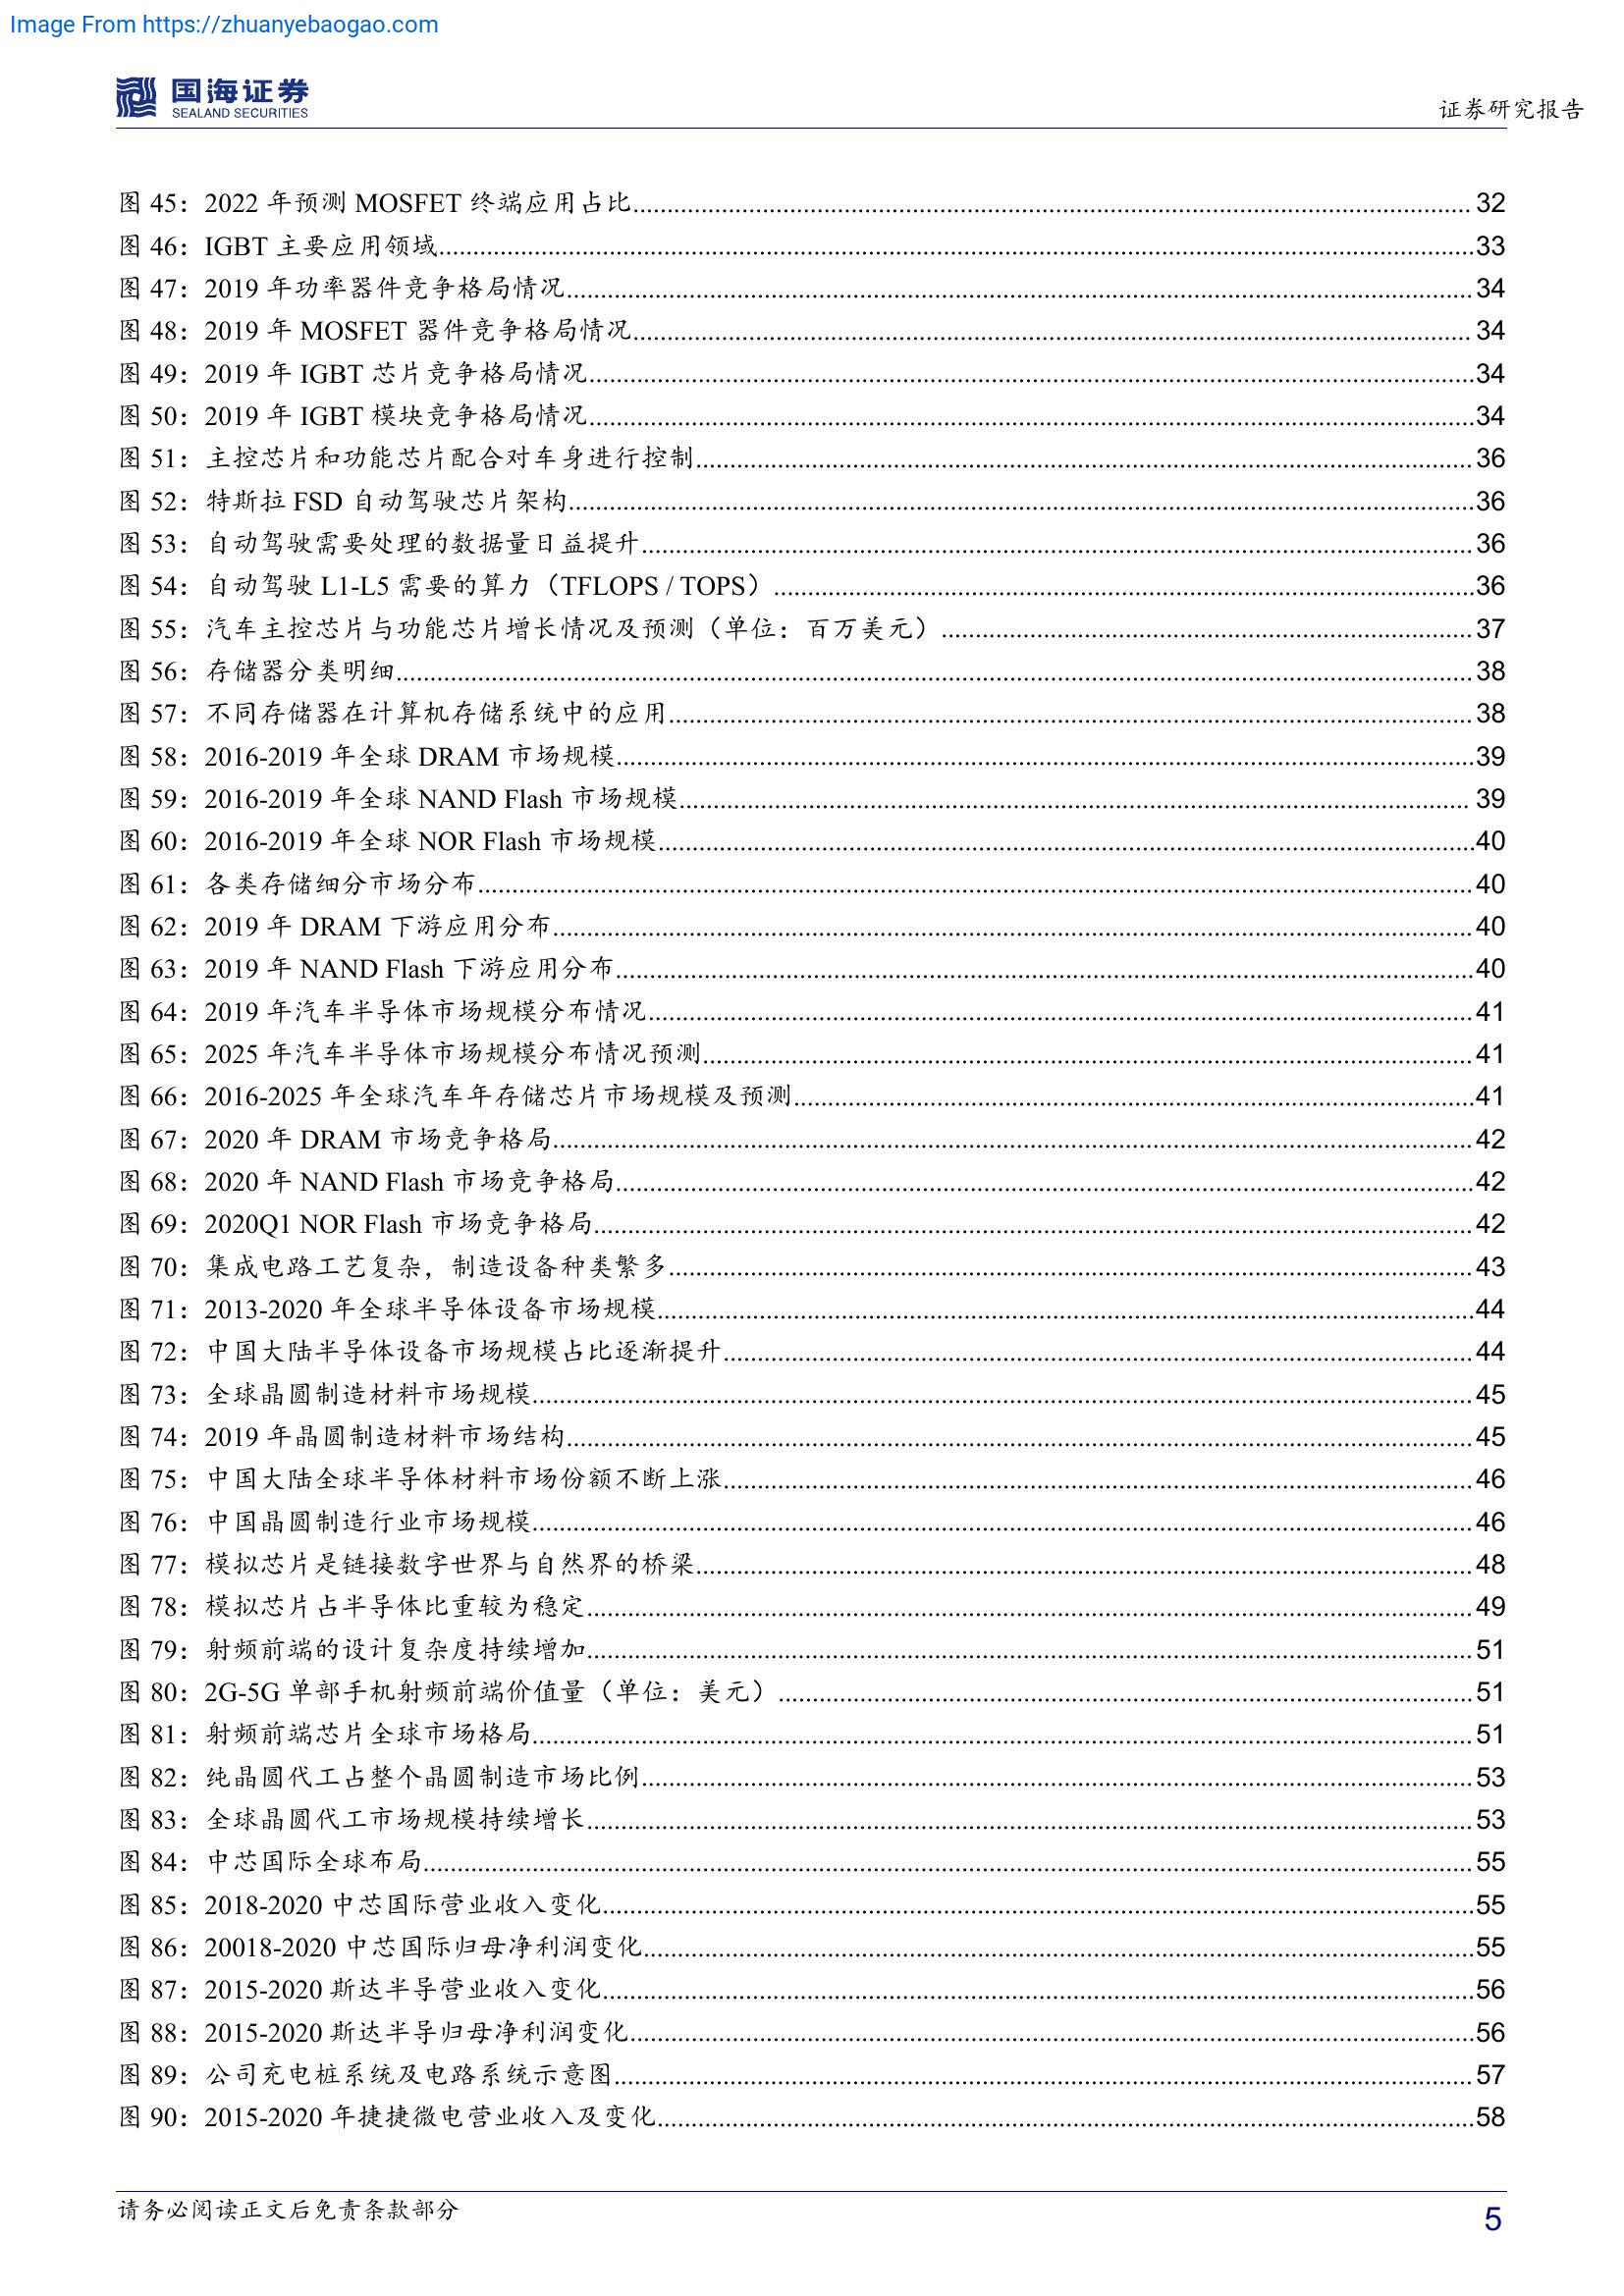 Image From https://zhuanyebaogao.com
国海证券
SEALAND SECURITIES
证券研究报告
图 45：2022 年预测 MOSFET 终端应用占比 32
图 46：IGBT 主要应用领域 33
图 47：2019 年功率器件竞争格局情况 34
图 48：2019 年 MOSFET 器件竞争格局情况 34
图 49：2019 年 IGBT 芯片竞争格局情况 34
图 50：2019 年 IGBT 模块竞争格局情况 34
图 51：主控芯片和功能芯片配合对车身进行控制 36
图 52：特斯拉 FSD 自动驾驶芯片架构 36
图 53：自动驾驶需要处理的数据量日益提升 36
图 54：自动驾驶 L1-L5 需要的算力（TFLOPS / TOPS） 36
图 55：汽车主控芯片与功能芯片增长情况及预测（单位：百万美元） 37
图 56：存储器分类明细 38
图 57：不同存储器在计算机存储系统中的应用 38
图 58：2016-2019 年全球 DRAM 市场规模 39
图 59：2016-2019 年全球 NAND Flash 市场规模 39
图 60：2016-2019 年全球 NOR Flash 市场规模 40
图 61：各类存储细分市场分布 40
图 62：2019 年 DRAM 下游应用分布 40
图 63：2019 年 NAND Flash 下游应用分布 40
图 64：2019 年汽车半导体市场规模分布情况 41
图 65：2025 年汽车半导体市场规模分布情况预测 41
图 66：2016-2025 年全球汽车年存储芯片市场规模及预测 41
图 67：2020 年 DRAM 市场竞争格局 42
图 68：2020 年 NAND Flash 市场竞争格局 42
图 69：2020Q1 NOR Flash 市场竞争格局 42
图 70：集成电路工艺复杂，制造设备种类繁多 43
图 71：2013-2020 年全球半导体设备市场规模 44
图 72：中国大陆半导体设备市场规模占比逐渐提升 44
图 73：全球晶圆制造材料市场规模 45
图 74：2019 年晶圆制造材料市场结构 45
图 75：中国大陆全球半导体材料市场份额不断上涨 46
图 76：中国晶圆制造行业市场规模 46
图 77：模拟芯片是链接数字世界与自然界的桥梁 48
图 78：模拟芯片占半导体比重较为稳定 49
图 79：射频前端的设计复杂度持续增加 51
图 80：2G-5G 单部手机射频前端价值量（单位：美元） 51
图 81：射频前端芯片全球市场格局 51
图 82：纯晶圆代工占整个晶圆制造市场比例 53
图 83：全球晶圆代工市场规模持续增长 53
图 84：中芯国际全球布局 55
图 85：2018-2020 中芯国际营业收入变化 55
图 86：20018-2020 中芯国际归母净利润变化 55
图 87：2015-2020 斯达半导营业收入变化 56
图 88：2015-2020 斯达半导归母净利润变化 56
图 89：公司充电桩系统及电路系统示意图 57
图 90：2015-2020 年捷捷微电营业收入及变化 58
请务必阅读正文后免责条款部分
5